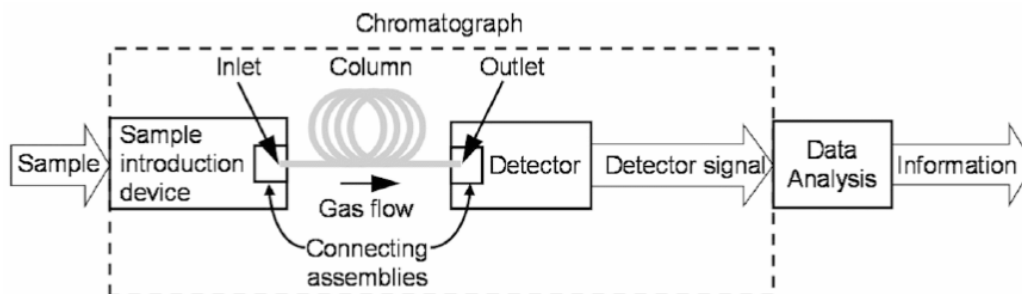 Chromatograph
Inlet
Column
Outlet
Sample
Sample
introduction
device
Detector
Detector signal
Data
Analysis
Information
Gas flow
Connecting
assemblies